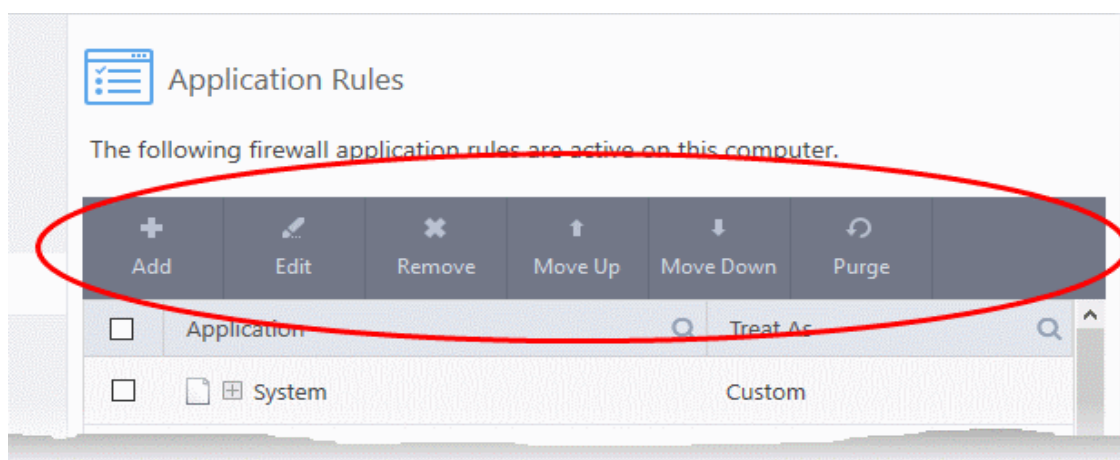 Application Rules
The following firewall application rules are active on this computer.
Add Edit Remove Move Up Move Down Purge
Application Treat As
System Custom